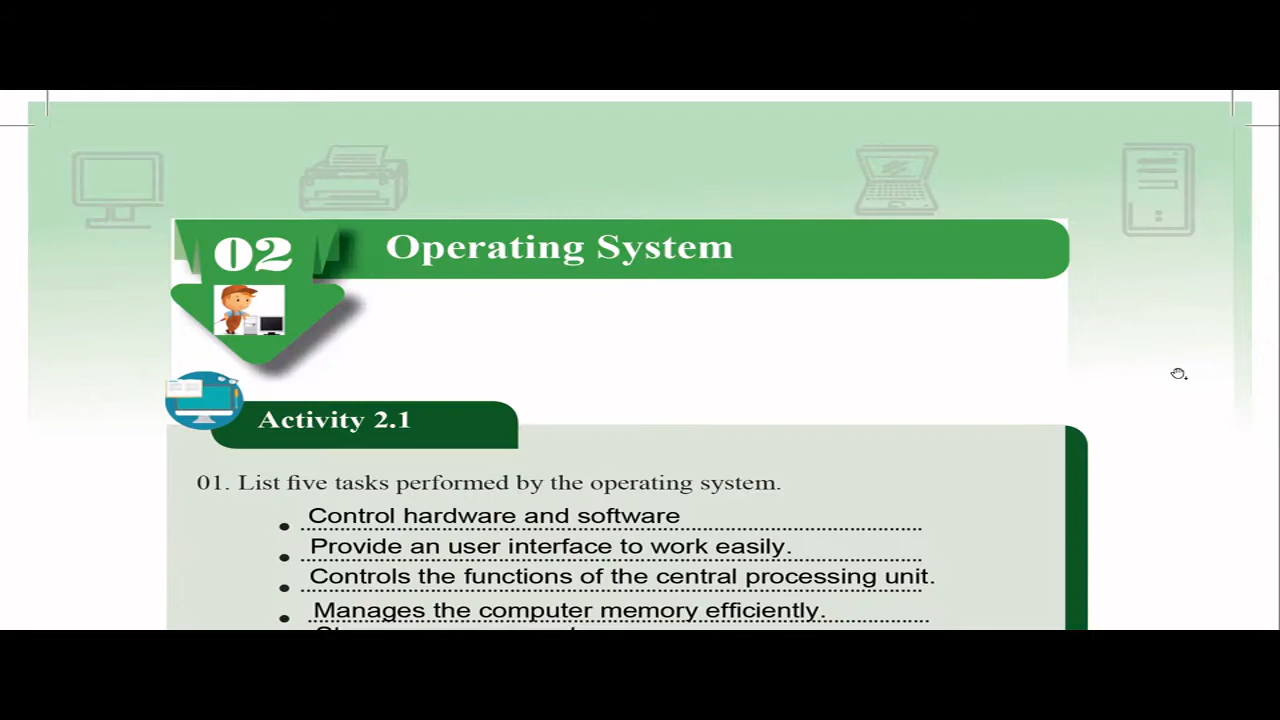 02
Operating System
Activity 2.1
01. List five tasks performed by the operating system.
Control hardware and software
Provide an user interface to work easily.
Controls the functions of the central processing unit.
Manages the computer memory efficiently.